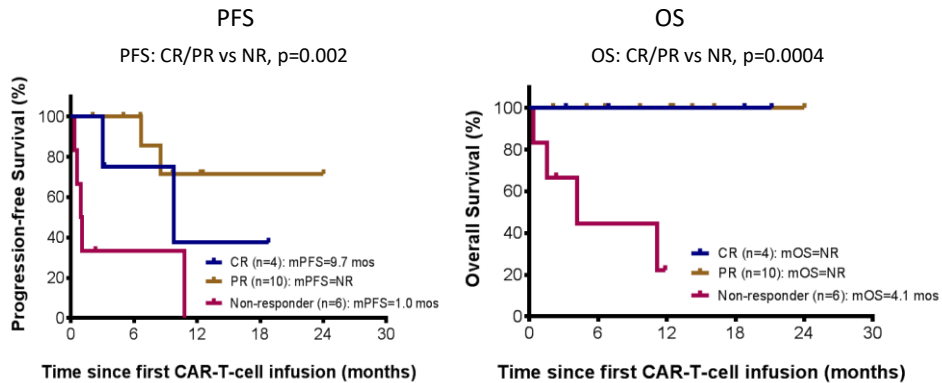 PFS
PFS: CR/PR vs NR, p=0.002
Progression-free Survival (%)
100
80
60
40
20
0
CR (n=4): mPFS=9.7 mos
PR (n=10): mPFS=NR
Non-responder (n=6): mPFS=1.0 mos
0 6 12 18 24 30
Time since first CAR-T-cell infusion (months)
OS
OS: CR/PR vs NR, p=0.0004
Overall Survival (%)
100
80
60
40
20
0
CR (n=4): mOS=NR
PR (n=10): mOS=NR
Non-responder (n=6): mOS=4.1 mos
0 6 12 18 24 30
Time since first CAR-T-cell infusion (months)